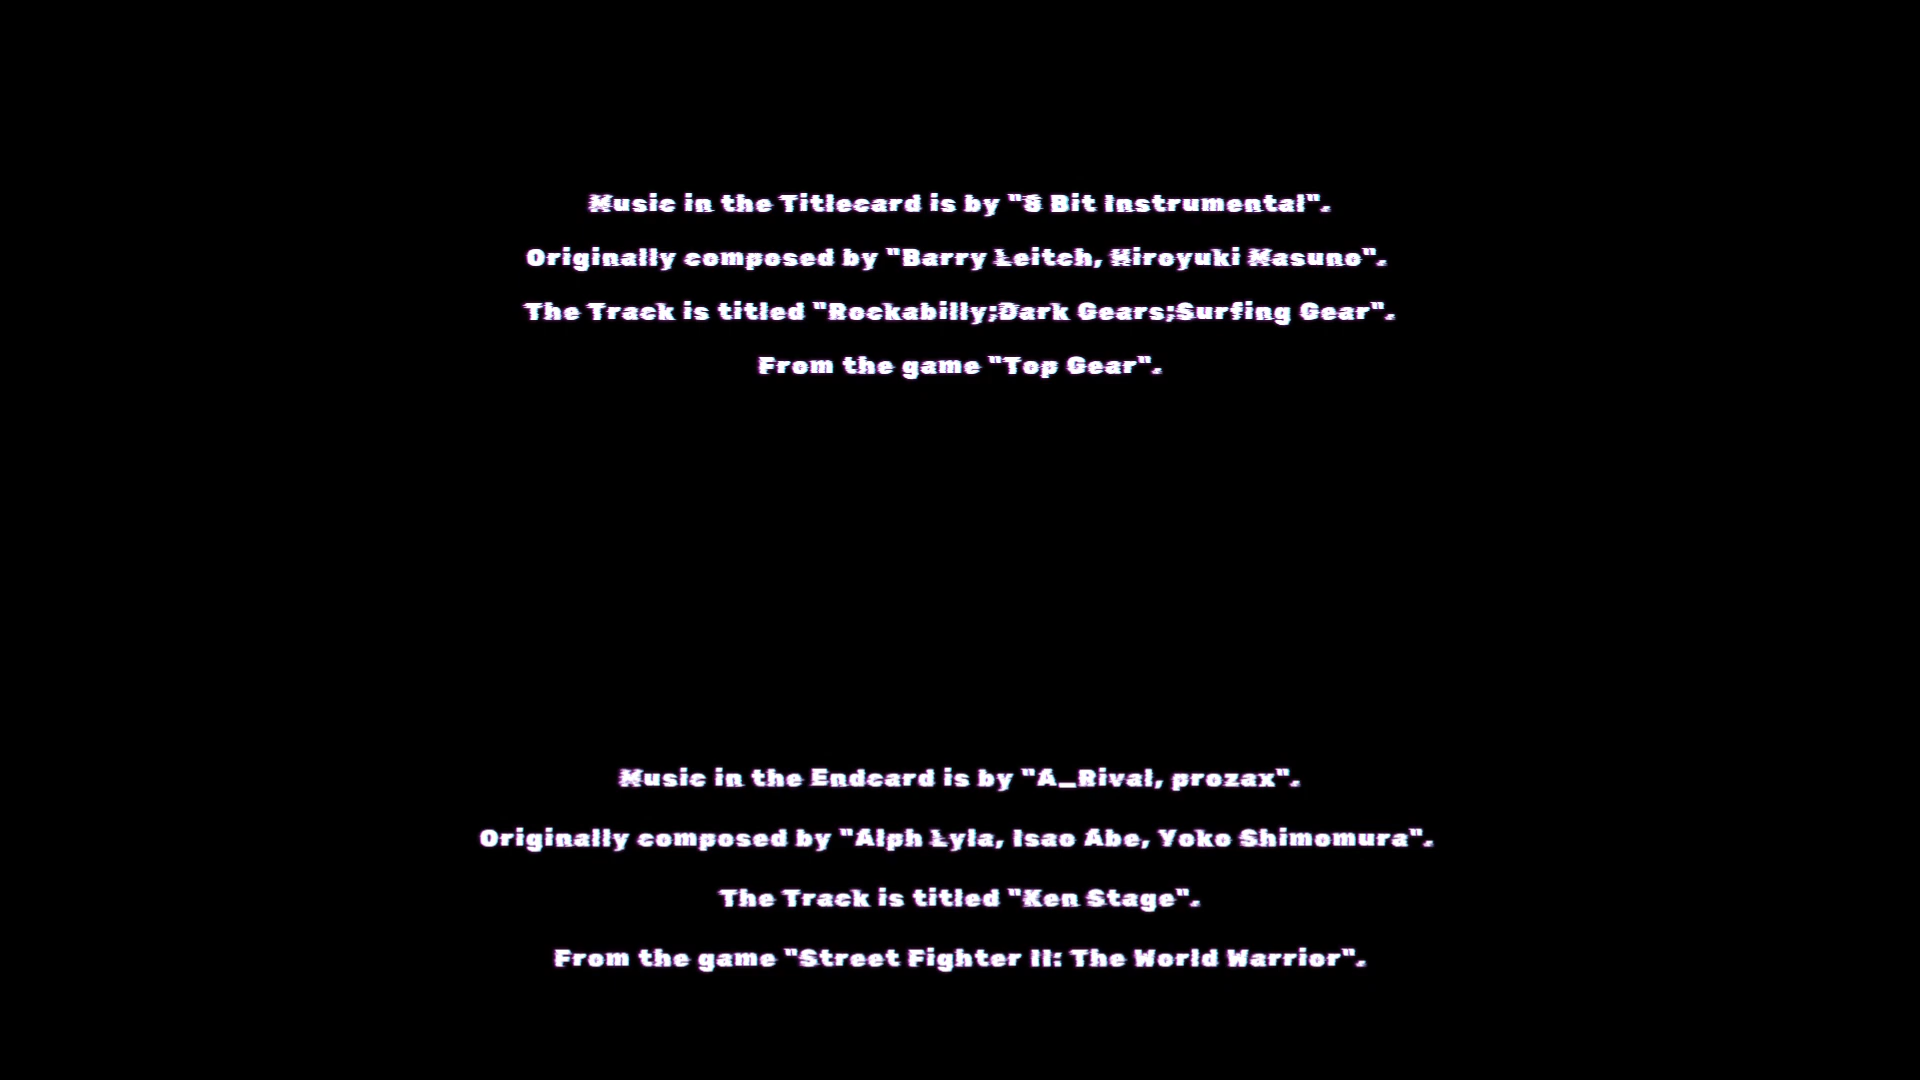 Music in the Titlecard is by "8 Bit Instrumental".
Originally composed by "Barry Leitch, Hiroyuki Masuno".
The Track is titled "Rockabilly;Dark Gears;Surfing Gear".
From the game "Top Gear".
Music in the Endcard is by "A_Rival, prozax".
Originally composed by "Alph Lyla, Isao Abe, Yoko Shimomura".
The Track is titled "Ken Stage".
From the game "Street Fighter II: The World Warrior".